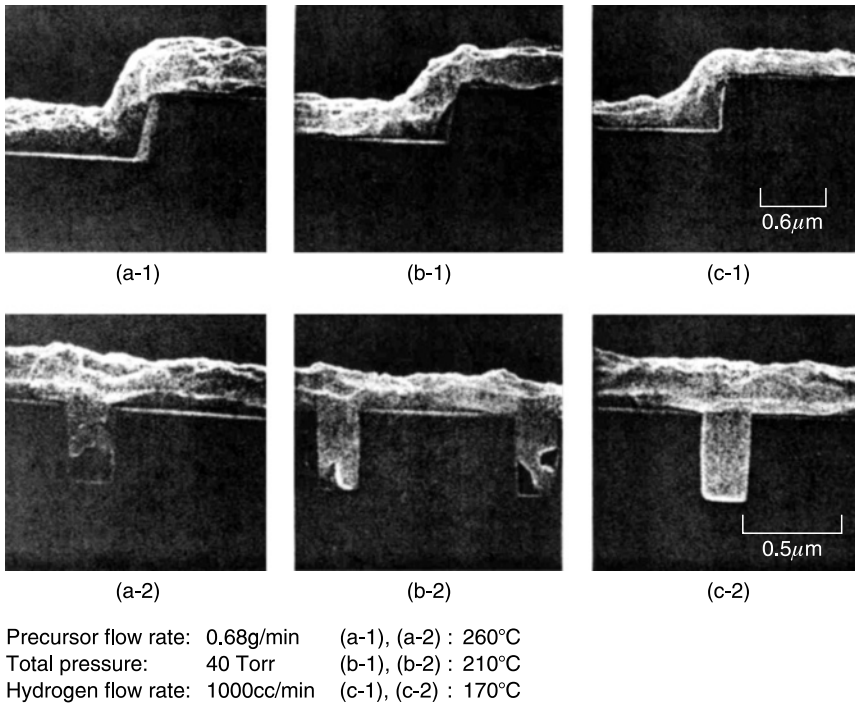 0.6μm
(a-1)
(b-1)
(c-1)
0.5μm
(a-2)
(b-2)
(c-2)
Precursor flow rate: 0.68g/min (a-1), (a-2) : 260°C
Total pressure: 40 Torr (b-1), (b-2) : 210°C
Hydrogen flow rate: 1000cc/min (c-1), (c-2) : 170°C